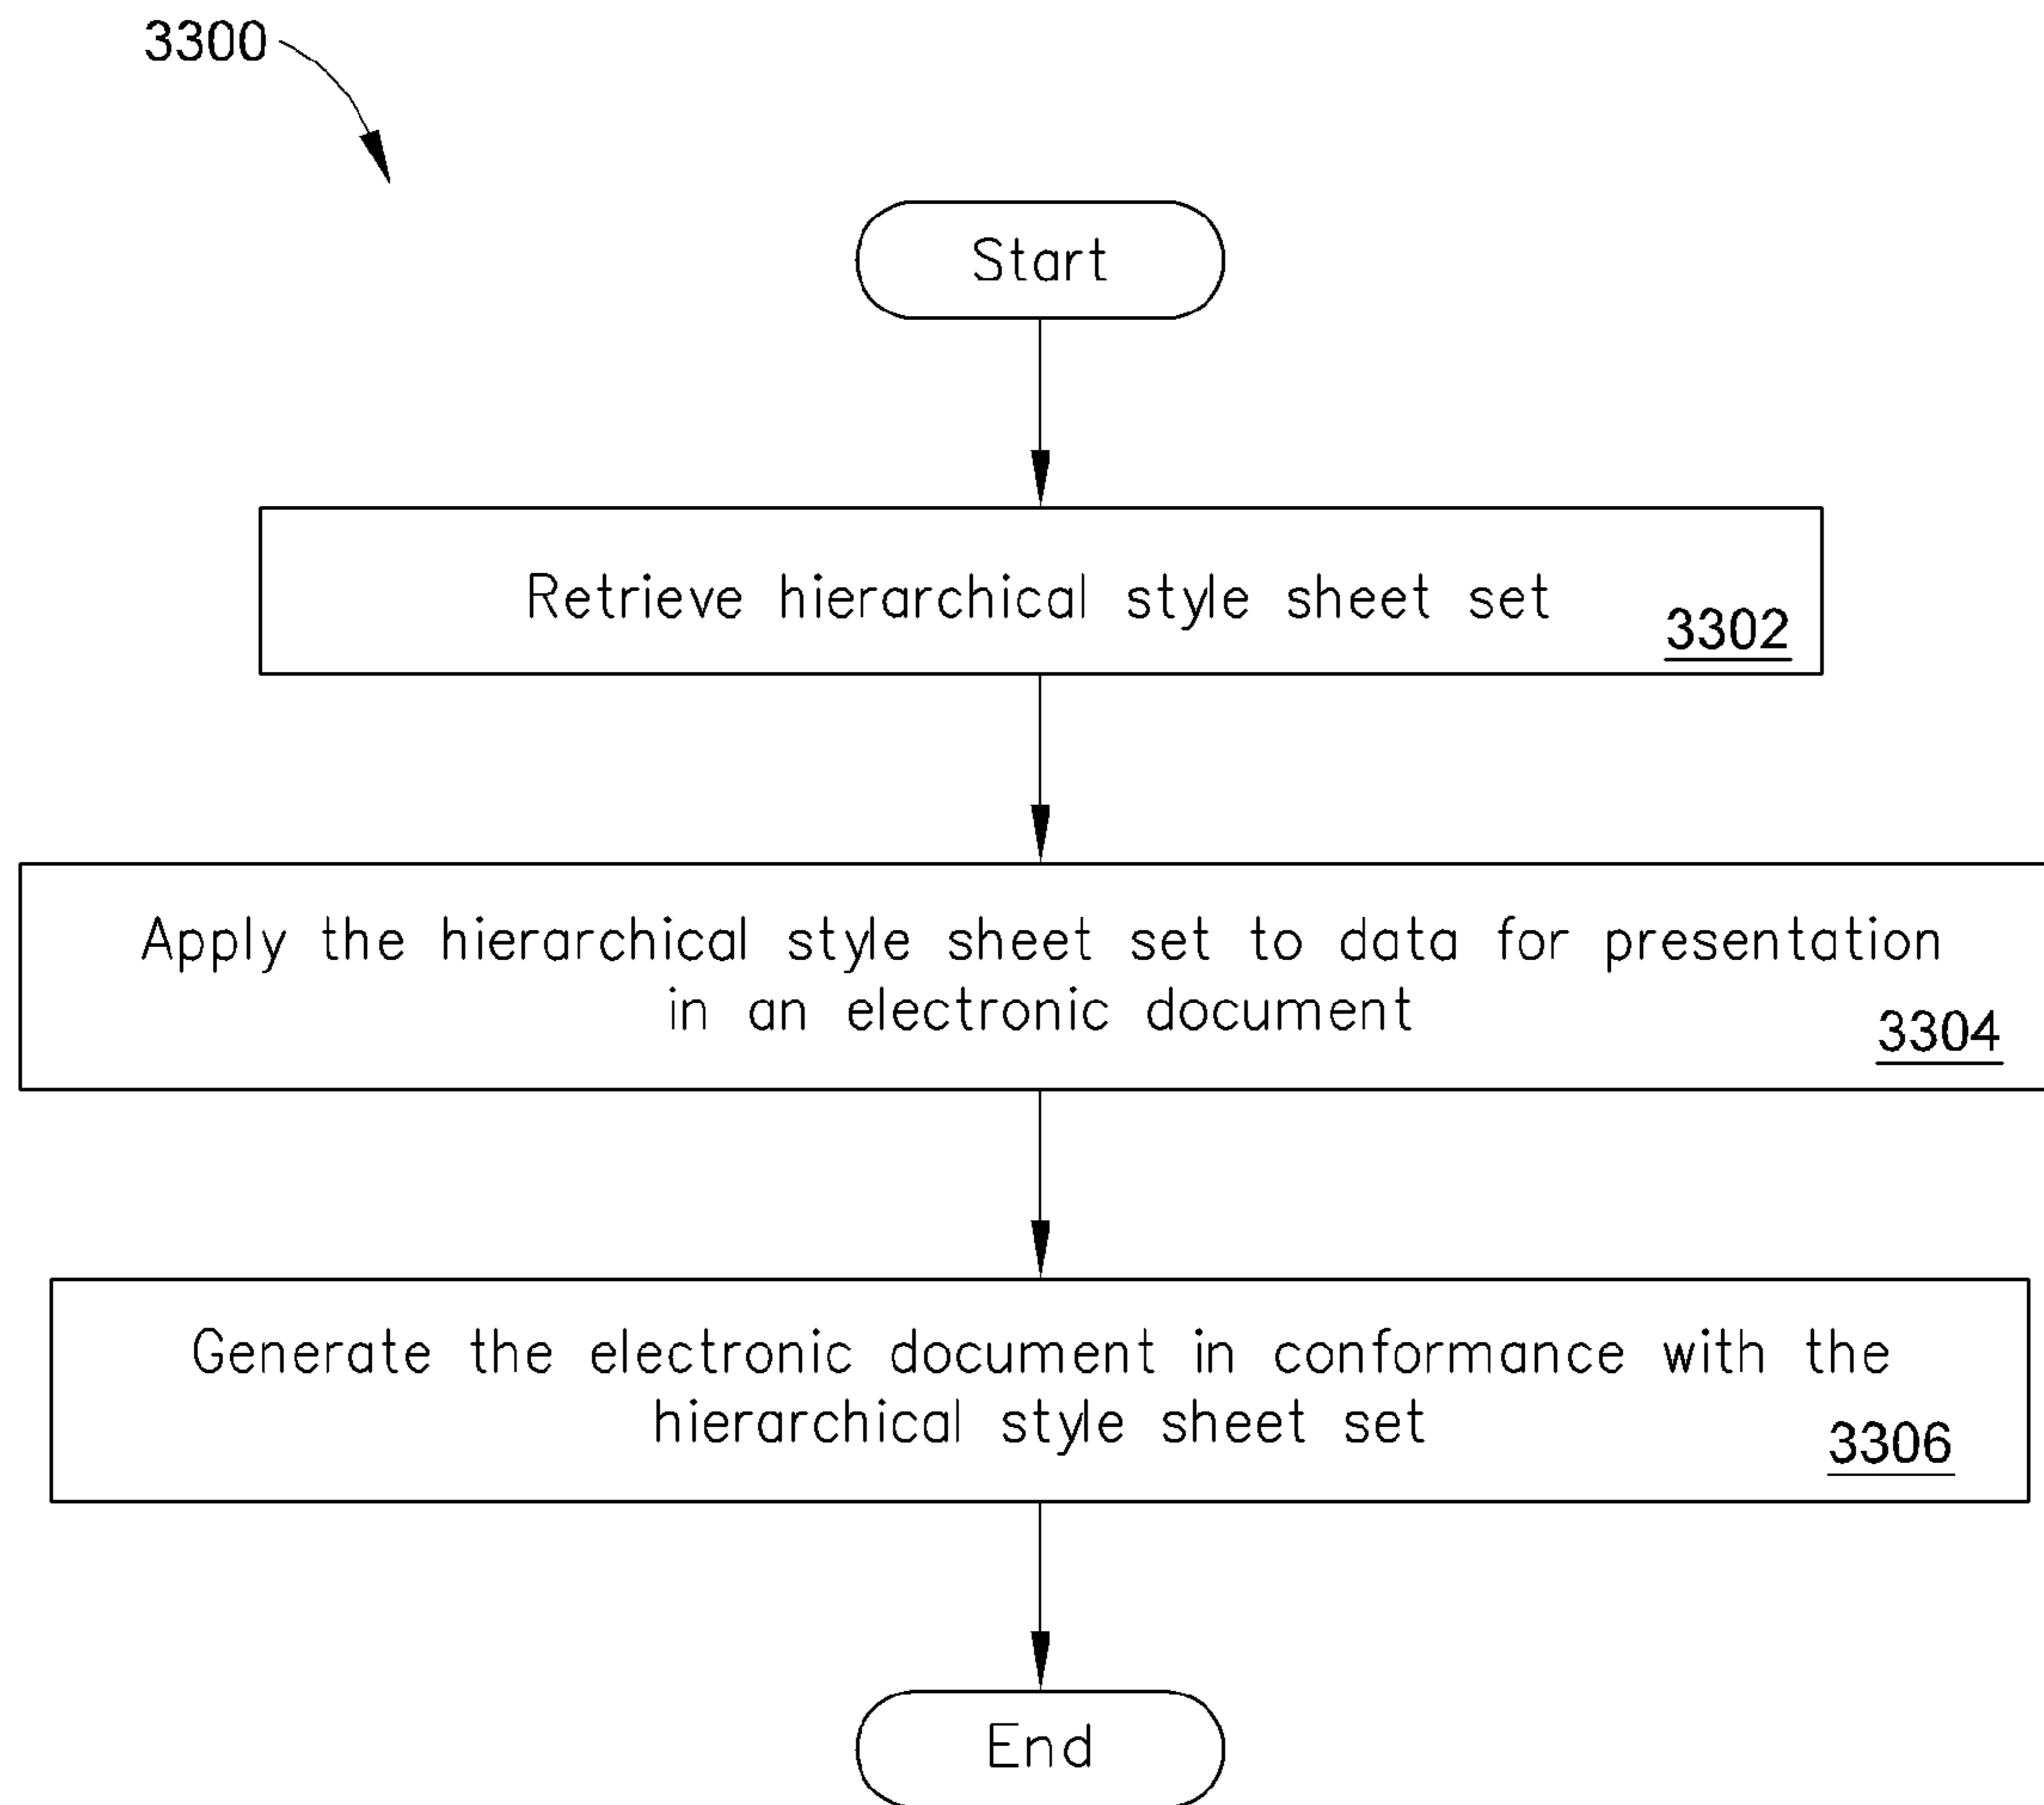 3300
Start
Retrieve hierarchical style sheet set
3302
Apply the hierarchical style sheet set to data for presentation
in an electronic document
3304
Generate the electronic document in conformance with the
hierarchical style sheet set
3306
End